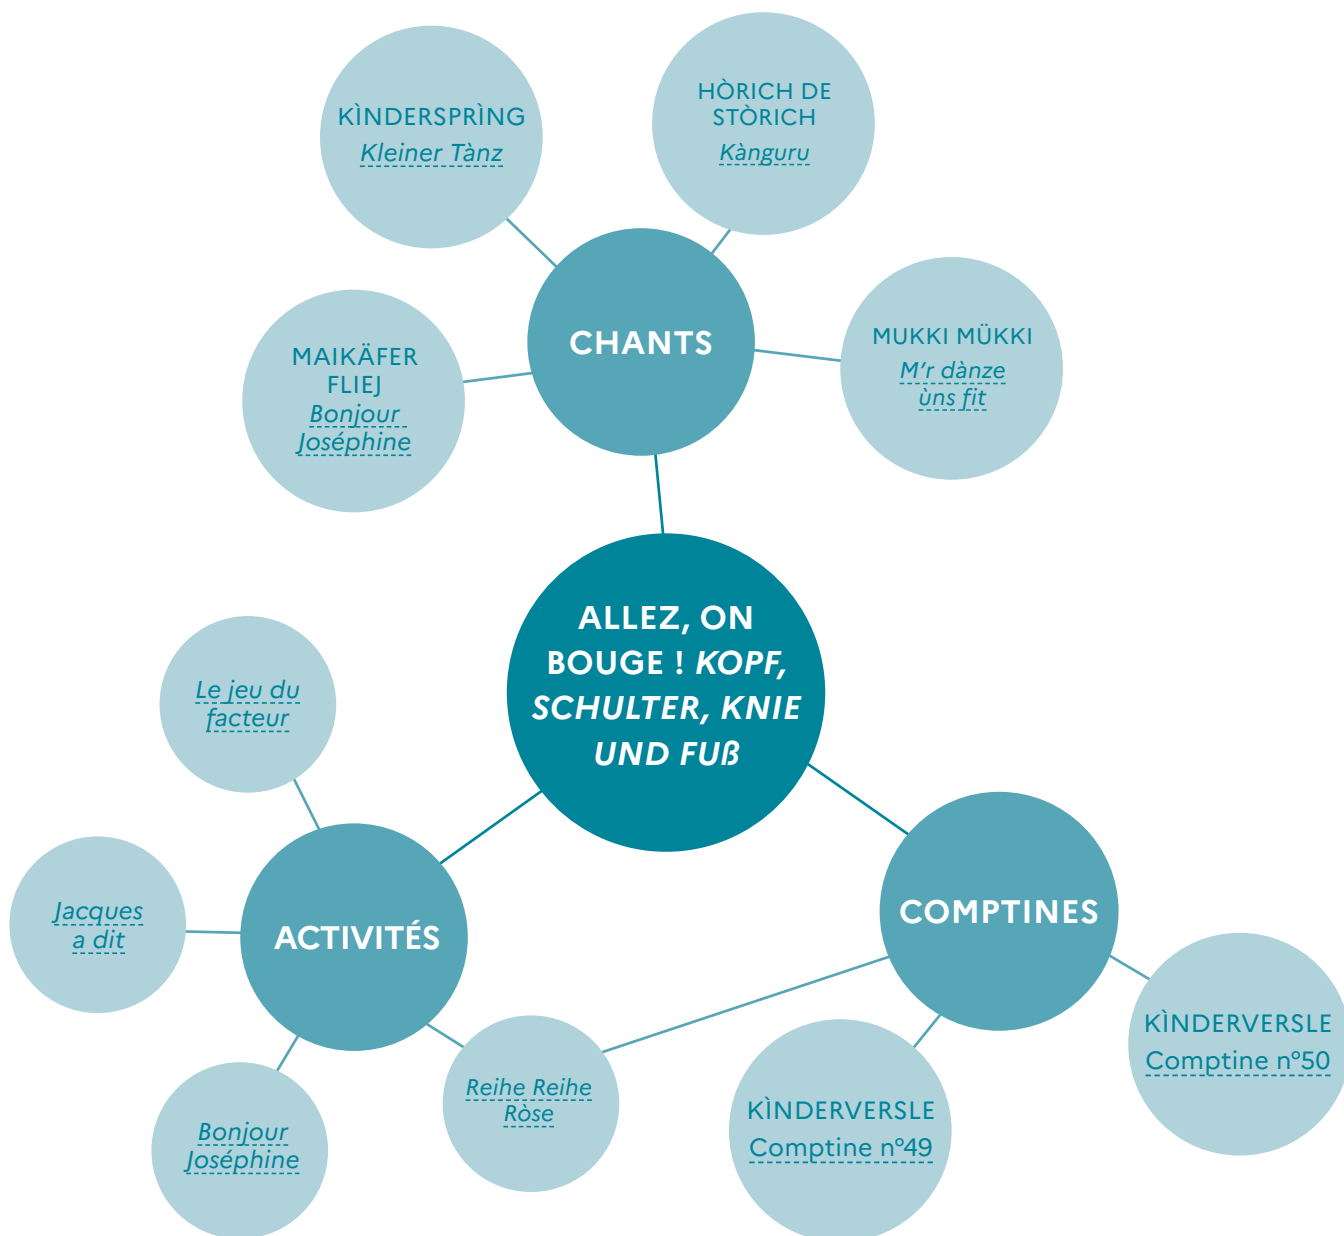 KÌNDERSPRÌNG
Kleiner Tànz
HÒRICH DE
STÒRICH
Kànguru
MAIKÄFER
FLIEJ
Bonjour
Joséphine
CHANTS
MUKKI MÜKKI
M'r dànze
ùns fit
ALLEZ, ON
BOUGE ! KOPF,
SCHULTER, KNIE
UND FUß
Le jeu du
facteur
Jacques
a dit
ACTIVITÉS
Bonjour
Joséphine
Reihe Reihe
Ròse
COMPTINES
KÌNDERVERSLE
Comptine nº49
KÌNDERVERSLE
Comptine nº50